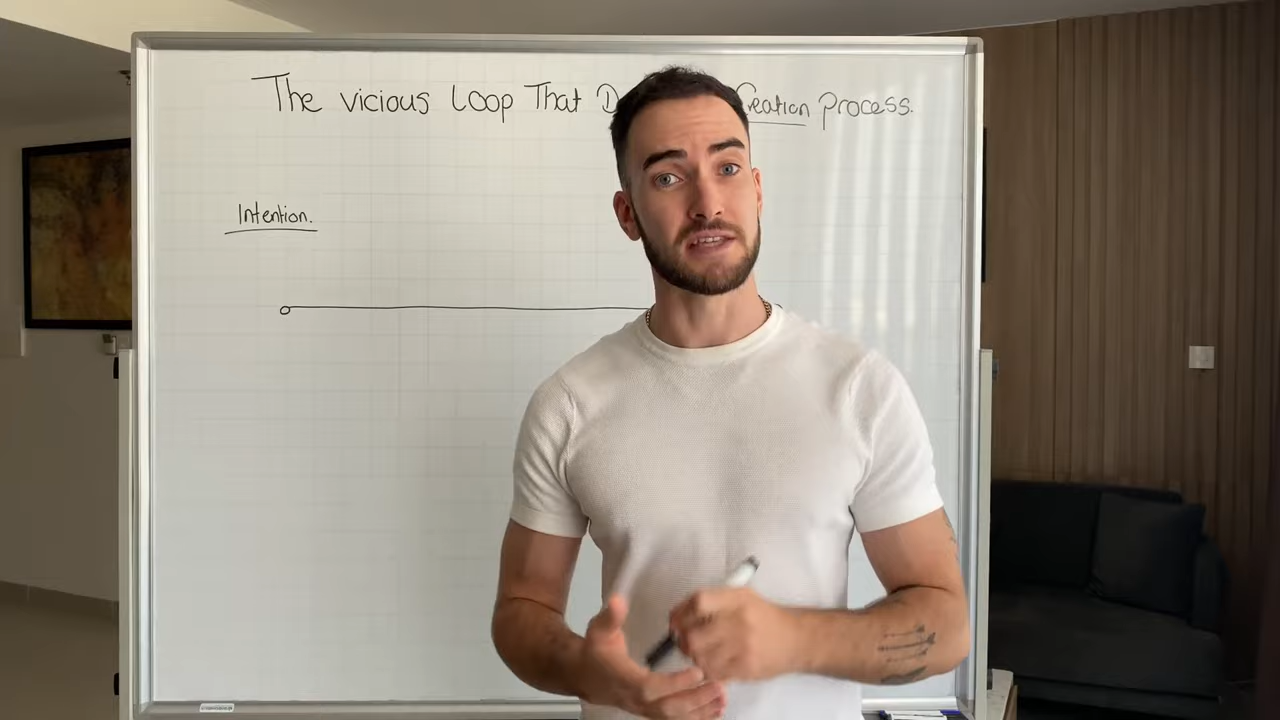 The vicious Loop That Creation Process.
Intention.